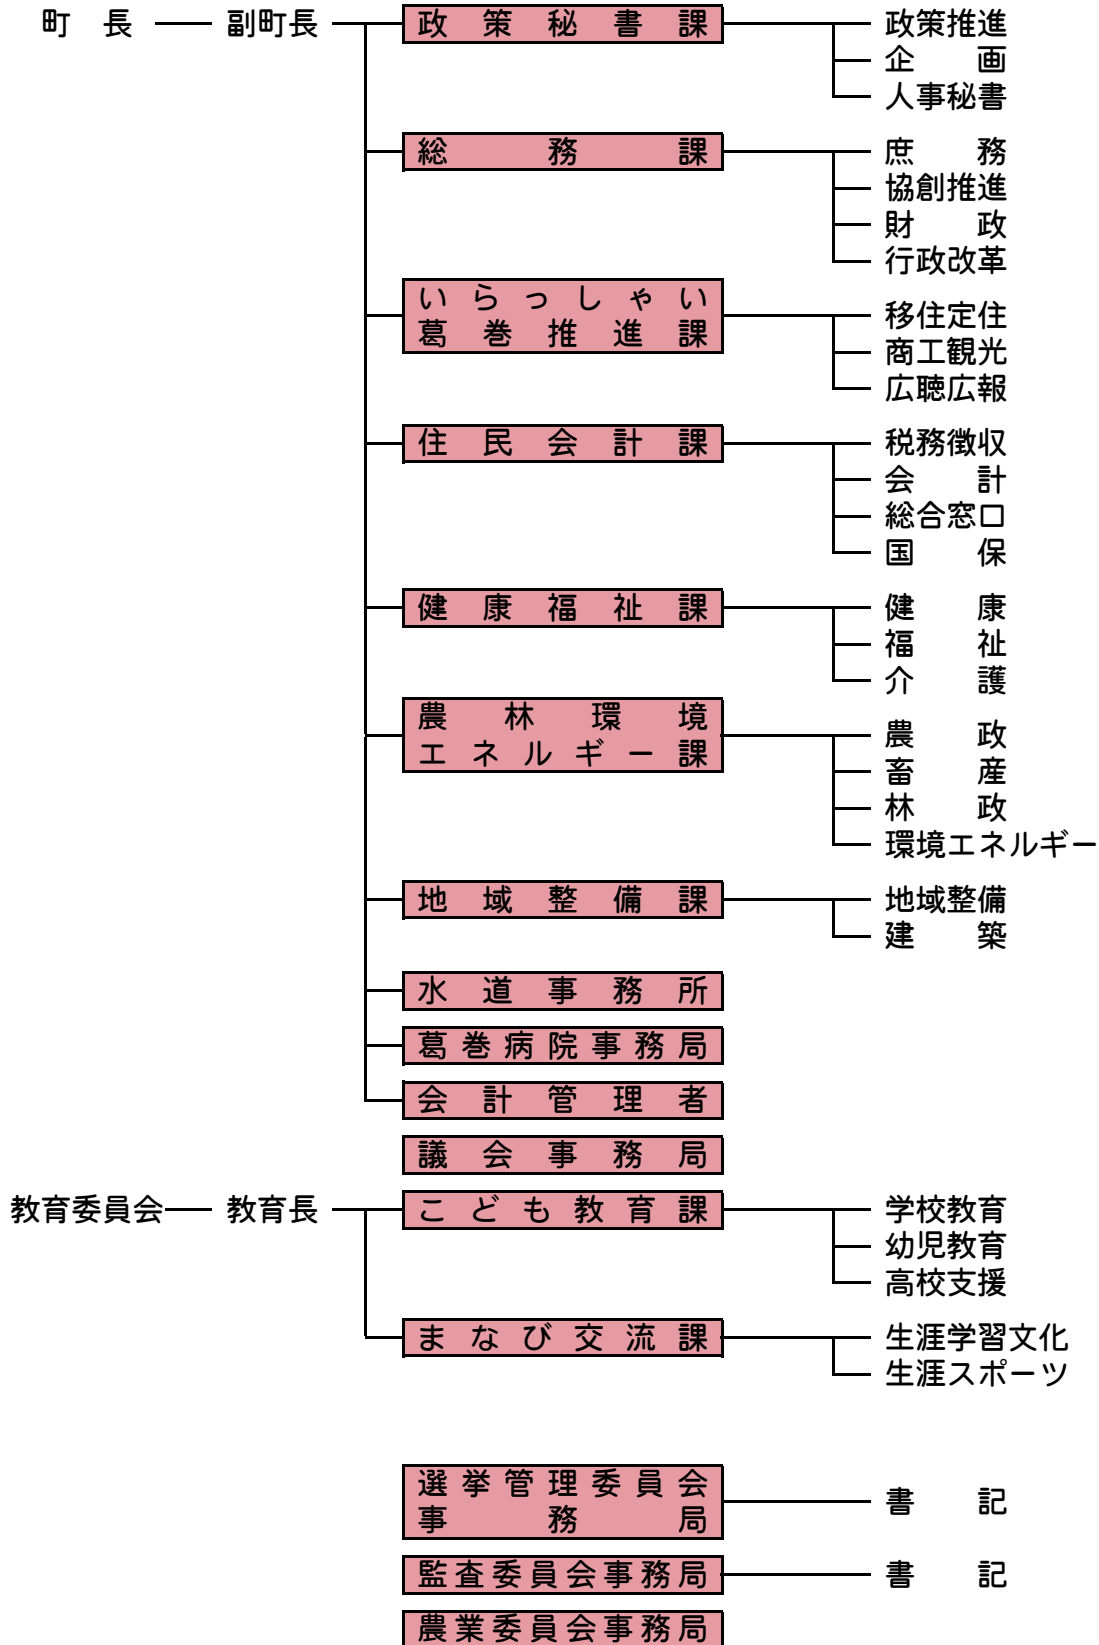 町長 副町長 政策秘書課 政策推進
企画
人事秘書
総務課 庶務
協創推進
財政
行政改革
いらっしゃい
葛巻推進課
移住定住
商工観光
広聴広報
住民会計課 税務徴収
会計
総合窓口
国保
健康福祉課 健康
福祉
介護
農林環境
エネルギー課
農政
畜産
林政
環境エネルギー
地域整備課 地域整備
建築
水道事務所
葛巻病院事務局
会計管理者
議会事務局
教育委員会 教育長 こども教育課 学校教育
幼児教育
高校支援
まなび交流課 生涯学習文化
生涯スポーツ
選挙管理委員会
事務局
書記
監査委員会事務局 書記
農業委員会事務局